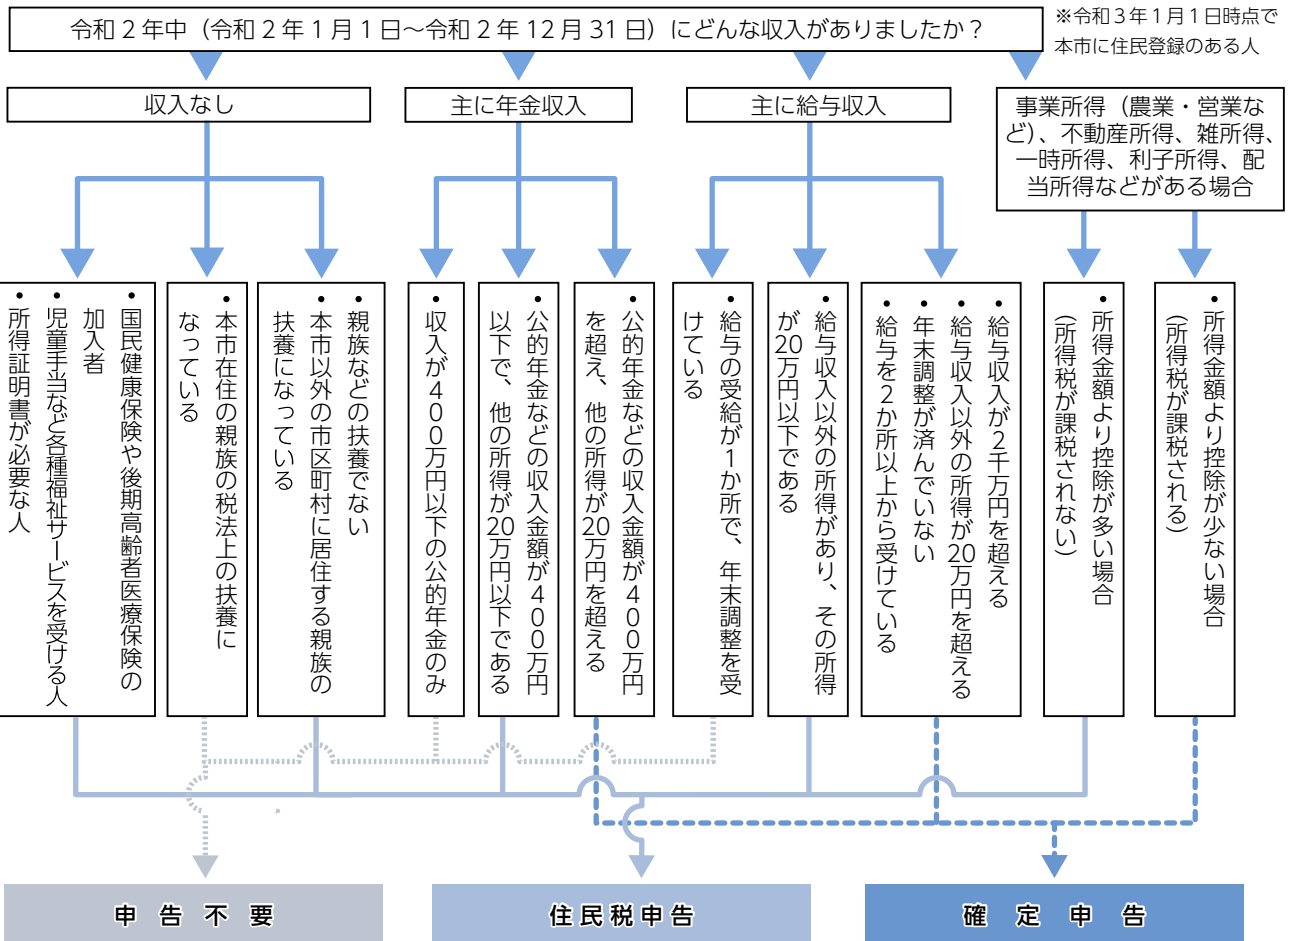 令和２年中（令和２年１月１日～令和２年12月31日）にどんな収入がありましたか？
※令和３年１月１日時点で
本市に住民登録のある人
収入なし
主に年金収入
主に給与収入
事業所得（農業・営業な
ど）、不動産所得、雑所得、
一時所得、利子所得、配
当所得などがある場合
・国民健康保険や後期高齢者医療保険の
加入者
・児童手当など各種福祉サービスを受ける人
・所得証明書が必要な人
・本市在住の親族の税法上の扶養に
なっている
・親族などの扶養でない
・本市以外の市区町村に居住する親族の
扶養になっている
・収入が４００万円以下の公的年金のみ
・公的年金などの収入金額が４００万円
以下で、他の所得が20万円以下である
・公的年金などの収入金額が４００万円
を超え、他の所得が20万円を超える
・給与の受給が１か所で、年末調整を受
けている
・給与収入以外の所得があり、その所得
が20万円以下である
・給与収入が２千万円を超える
・給与収入以外の所得が20万円を超える
・年末調整が済んでいない
・給与を２か所以上から受けている
・所得金額より控除が多い場合
（所得税が課税されない）
・所得金額より控除が少ない場合
（所得税が課税される）
申告不要
住民税申告
確定申告